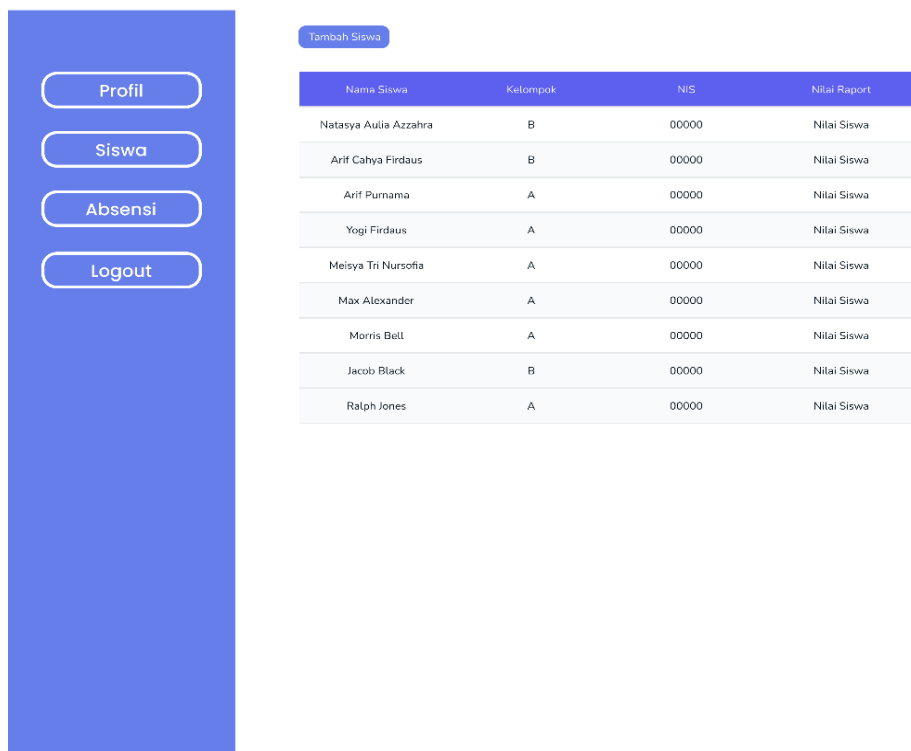 Profil
Siswa
Absensi
Logout
Tambah Siswa
Nama Siswa Kelompok NIS Nilai Raport
Natasya Aulia Azzahra B 00000 Nilai Siswa
Arif Cahya Firdaus B 00000 Nilai Siswa
Arif Purnama A 00000 Nilai Siswa
Yogi Firdaus A 00000 Nilai Siswa
Meisya Tri Nursofia A 00000 Nilai Siswa
Max Alexander A 00000 Nilai Siswa
Morris Bell A 00000 Nilai Siswa
Jacob Black B 00000 Nilai Siswa
Ralph Jones A 00000 Nilai Siswa